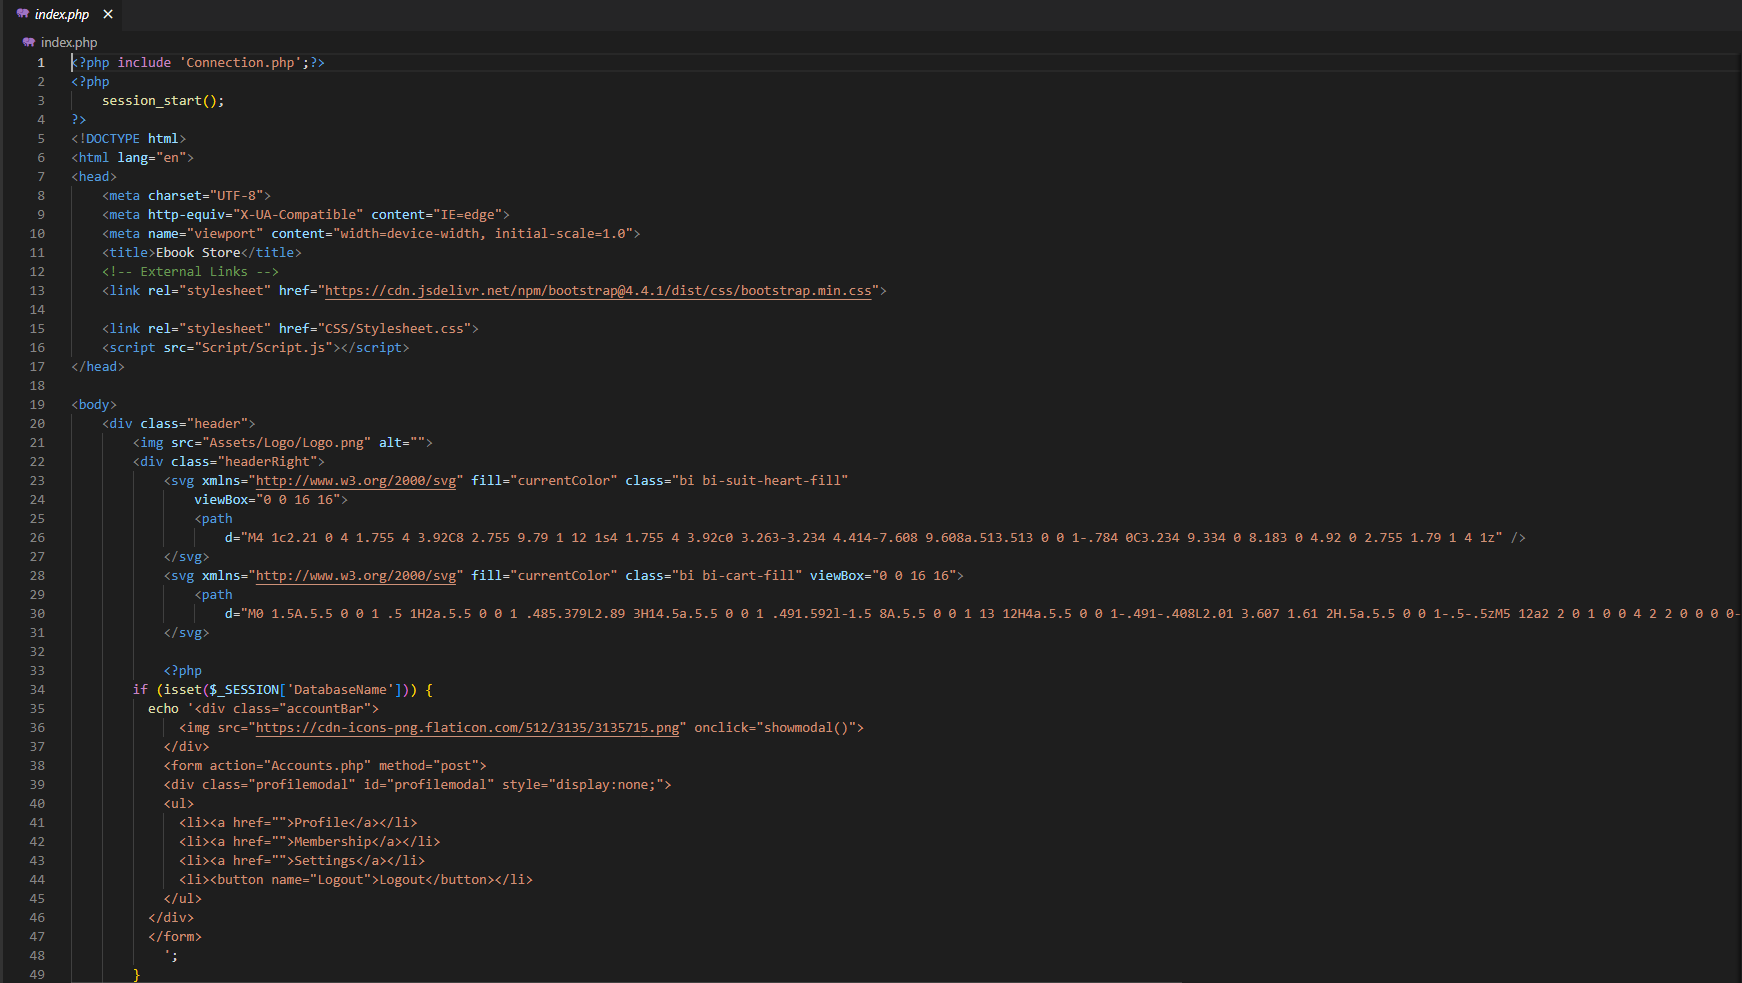 index.php ×
index.php
1 <?php include 'Connection.php';?>
2 <?php
3 session_start();
4 ?>
5 <!DOCTYPE html>
6 <html lang="en">
7 <head>
8 <meta charset="UTF-8">
9 <meta http-equiv="X-UA-Compatible" content="IE=edge">
10 <meta name="viewport" content="width=device-width, initial-scale=1.0">
11 <title>Ebook Store</title>
12 <!-- External Links -->
13 <link rel="stylesheet" href="https://cdn.jsdelivr.net/npm/bootstrap@4.4.1/dist/css/bootstrap.min.css">
14
15 <link rel="stylesheet" href="CSS/Stylesheet.css">
16 <script src="Script/Script.js"></script>
17 </head>
18
19 <body>
20 <div class="header">
21 <img src="Assets/Logo/Logo.png" alt="">
22 <div class="headerRight">
23 <svg xmlns="http://www.w3.org/2000/svg" fill="currentColor" class="bi bi-suit-heart-fill"
24 viewBox="0 0 16 16">
25 <path
26 d="M4 1c2.21 0 4 1.755 4 3.92C8 2.755 9.79 1 12 1s4 1.755 4 3.92c0 3.263-3.234 4.414-7.608 9.608a.513.513 0 0 1-.784 0C3.234 9.334 0 8.183 0 4.92 0 2.755 1.79 1 4 1z" />
27 </svg>
28 <svg xmlns="http://www.w3.org/2000/svg" fill="currentColor" class="bi bi-cart-fill" viewBox="0 0 16 16">
29 <path
30 d="M0 1.5A.5.5 0 0 1 .5 1H2a.5.5 0 0 1 .485.379L2.89 3H14.5a.5.5 0 0 1 .491.592l-1.5 8A.5.5 0 0 1 13 12H4a.5.5 0 0 1-.491-.408L2.01 3.607 1.61 2H.5a.5.5 0 0 1-.5-.5zM5 12a2 2 0 1 0 0 4 2 2 0 0 0 0-
31 </svg>
32
33 <?php
34 if (isset($_SESSION['DatabaseName'])) {
35 echo '<div class="accountBar">
36 <img src="https://cdn-icons-png.flaticon.com/512/3135/3135715.png" onclick="showmodal()">
37 </div>
38 <form action="Accounts.php" method="post">
39 <div class="profilemodal" id="profilemodal" style="display:none;">
40 <ul>
41 <li><a href="">Profile</a></li>
42 <li><a href="">Membership</a></li>
43 <li><a href="">Settings</a></li>
44 <li><button name="Logout">Logout</button></li>
45 </ul>
46 </div>
47 </form>
48 ';
49 }